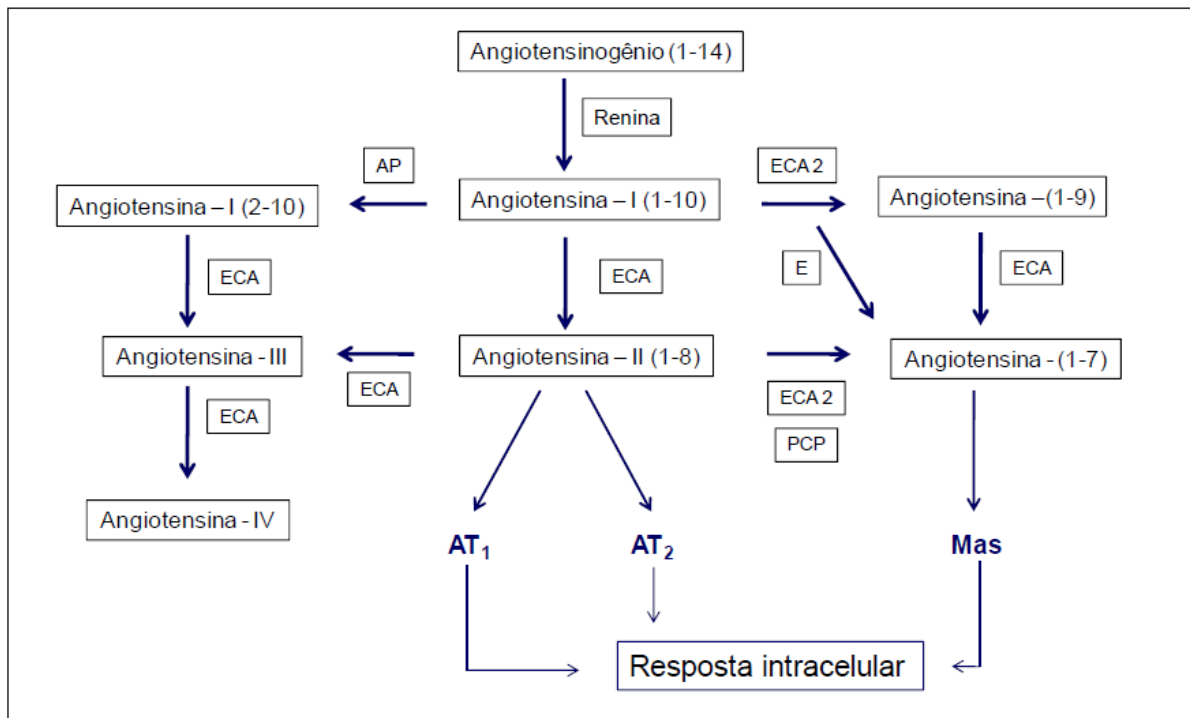 Angiotensinogênio (1-14)
Renina
AP
ECA 2
Angiotensina – I (2-10)
Angiotensina – I (1-10)
Angiotensina –(1-9)
ECA
ECA
E
ECA
Angiotensina - III
Angiotensina – II (1-8)
Angiotensina - (1-7)
ECA
ECA
ECA 2
PCP
Angiotensina - IV
AT₁
AT₂
Mas
Resposta intracelular